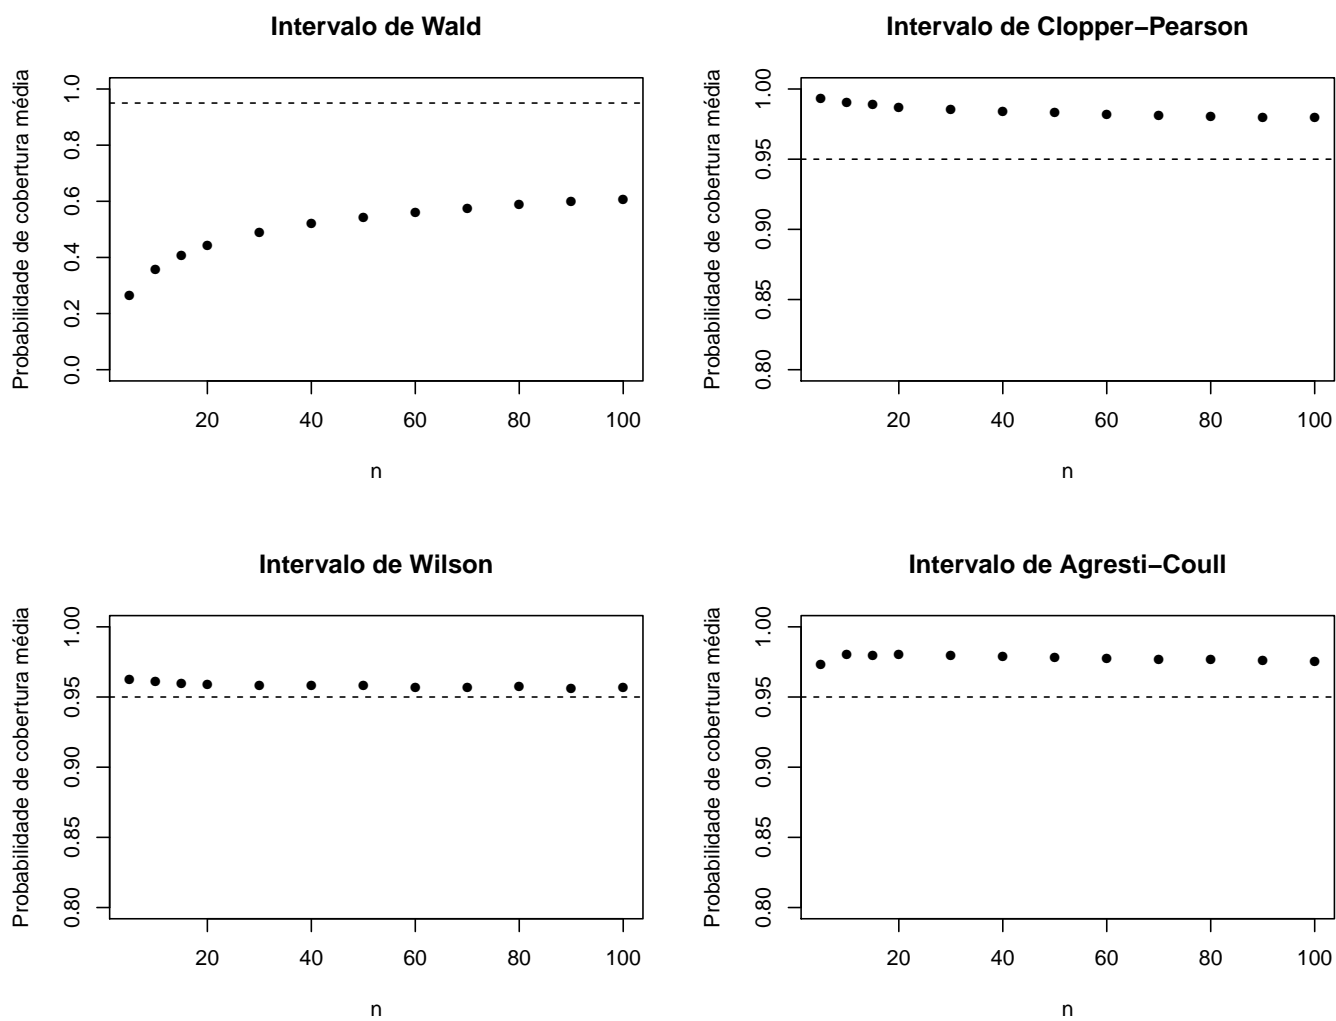 Intervalo de Wald
Probabilidade de cobertura média
0.0 0.2 0.4 0.6 0.8 1.0
20 40 60 80 100
n
Intervalo de Clopper−Pearson
Probabilidade de cobertura média
0.80 0.85 0.90 0.95 1.00
20 40 60 80 100
n
Intervalo de Wilson
Probabilidade de cobertura média
0.80 0.85 0.90 0.95 1.00
20 40 60 80 100
n
Intervalo de Agresti−Coull
Probabilidade de cobertura média
0.80 0.85 0.90 0.95 1.00
20 40 60 80 100
n